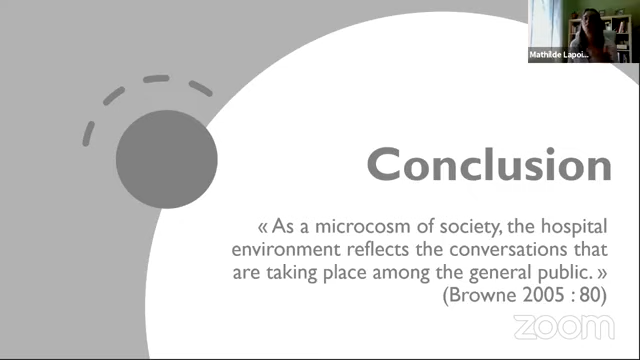 Mathilde Lapoi...
Conclusion
« As a microcosm of society, the hospital
environment reflects the conversations that
are taking place among the general public. »
(Browne 2005 : 80)
zoom